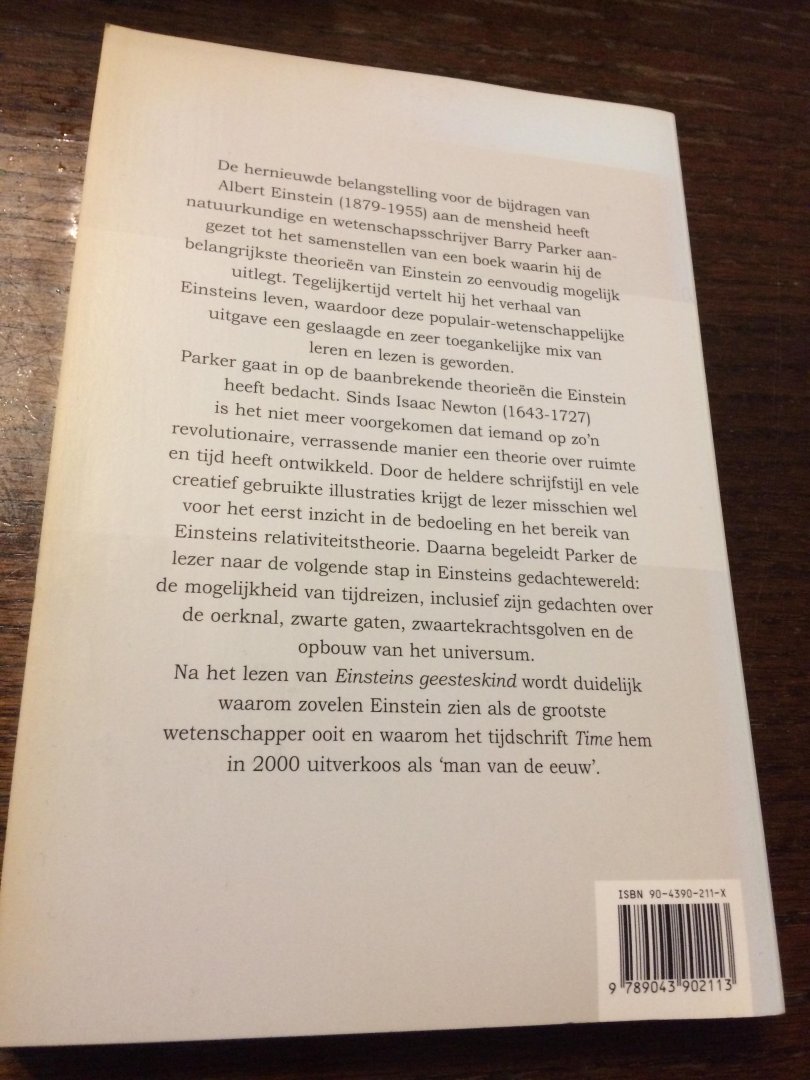 De hernieuwde belangstelling voor de bijdragen van
Albert Einstein (1879-1955) aan de mensheid heeft
natuurkundige en wetenschapsschrijver Barry Parker aan-
gezet tot het samenstellen van een boek waarin hij de
belangrijkste theorieën van Einstein zo eenvoudig mogelijk
uitlegt. Tegelijkertijd vertelt hij het verhaal van
Einsteins leven, waardoor deze populair-wetenschappelijke
uitgave een geslaagde en zeer toegankelijke mix van
leren en lezen is geworden.
Parker gaat in op de baanbrekende theorieën die Einstein
heeft bedacht. Sinds Isaac Newton (1643-1727)
is het niet meer voorgekomen dat iemand op zo’n
revolutionaire, verrassende manier een theorie over ruimte
en tijd heeft ontwikkeld. Door de heldere schrijfstijl en vele
creatief gebruikte illustraties krijgt de lezer misschien wel
voor het eerst inzicht in de bedoeling en het bereik van
Einsteins relativiteitstheorie. Daarna begeleidt Parker de
lezer naar de volgende stap in Einsteins gedachtewereld:
de mogelijkheid van tijdreizen, inclusief zijn gedachten over
de oerknal, zwarte gaten, zwaartekrachtsgolven en de
opbouw van het universum.
Na het lezen van Einsteins geesteskind wordt duidelijk
waarom zovelen Einstein zien als de grootste
wetenschapper ooit en waarom het tijdschrift Time hem
in 2000 uitverkoos als ‘man van de eeuw’.
ISBN 90-4390-211-X
9 789043 902113